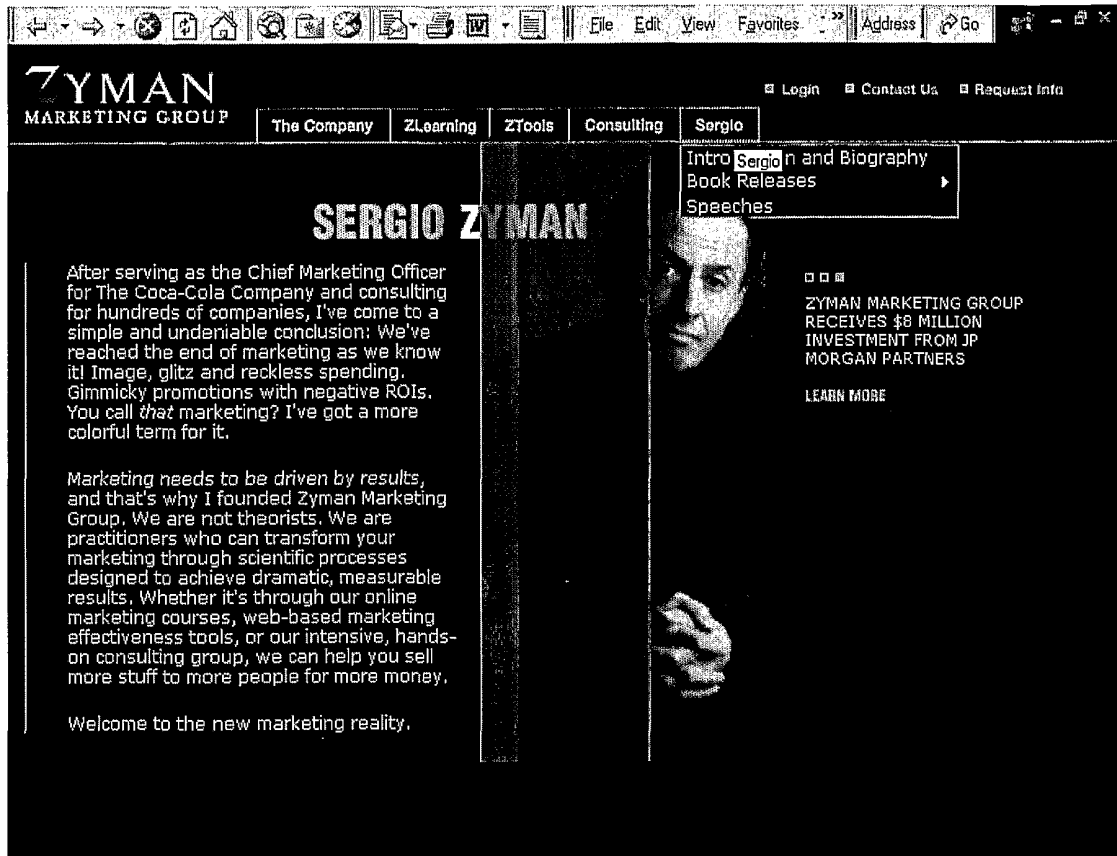 File Edit View Favorites » Address Go
ZYMAN
MARKETING GROUP
Login Contact Us Request Info
The Company ZLearning ZTools Consulting Sergio
Intro Sergio n and Biography
Book Releases
Speeches
SERGIO ZYMAN
After serving as the Chief Marketing Officer
for The Coca-Cola Company and consulting
for hundreds of companies, I've come to a
simple and undeniable conclusion: We've
reached the end of marketing as we know
it! Image, glitz and reckless spending.
Gimmicky promotions with negative ROIs.
You call that marketing? I've got a more
colorful term for it.
Marketing needs to be driven by results,
and that's why I founded Zyman Marketing
Group. We are not theorists. We are
practitioners who can transform your
marketing through scientific processes
designed to achieve dramatic, measurable
results. Whether it's through our online
marketing courses, web-based marketing
effectiveness tools, or our intensive, hands-
on consulting group, we can help you sell
more stuff to more people for more money.
Welcome to the new marketing reality.
ZYMAN MARKETING GROUP
RECEIVES $8 MILLION
INVESTMENT FROM JP
MORGAN PARTNERS
LEARN MORE